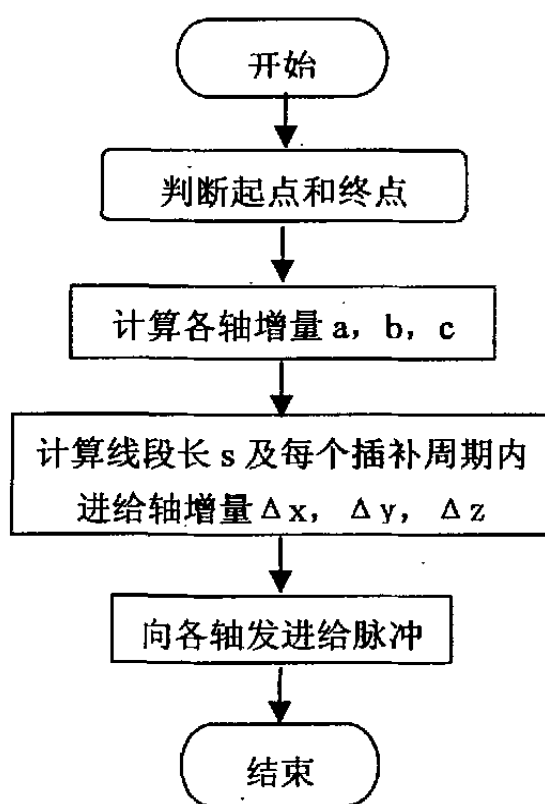 开始
判断起点和终点
计算各轴增量 a，b，c
计算线段长 s 及每个插补周期内
进给轴增量 Δx，Δy，Δz
向各轴发进给脉冲
结束